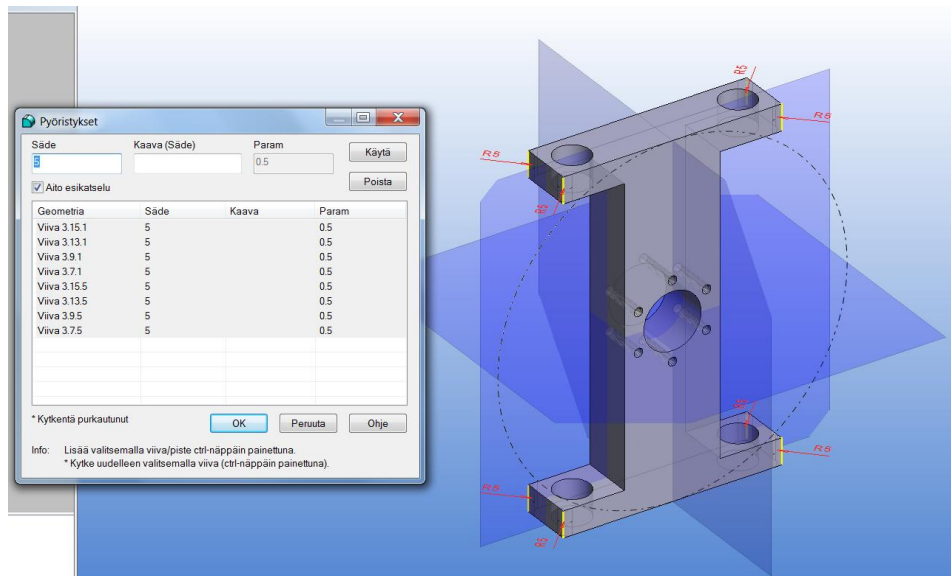 Pyöristykset
Säde Kaava (Säde) Param
5 0.5 Käytä
Aito esikatselu Poista
Geometria Säde Kaava Param
Viiva 3.15.1 5 0.5
Viiva 3.13.1 5 0.5
Viiva 3.9.1 5 0.5
Viiva 3.7.1 5 0.5
Viiva 3.15.5 5 0.5
Viiva 3.13.5 5 0.5
Viiva 3.9.5 5 0.5
Viiva 3.7.5 5 0.5
* Kytkentä purkautunut OK Peruuta Ohje
Info: Lisää valitsemalla viiva/piste ctrl-näppäin painettuna.
* Kytke uudelleen valitsemalla viiva (ctrl-näppäin painettuna).
R5
R5
R5
R5
R5
R5
R5
R5